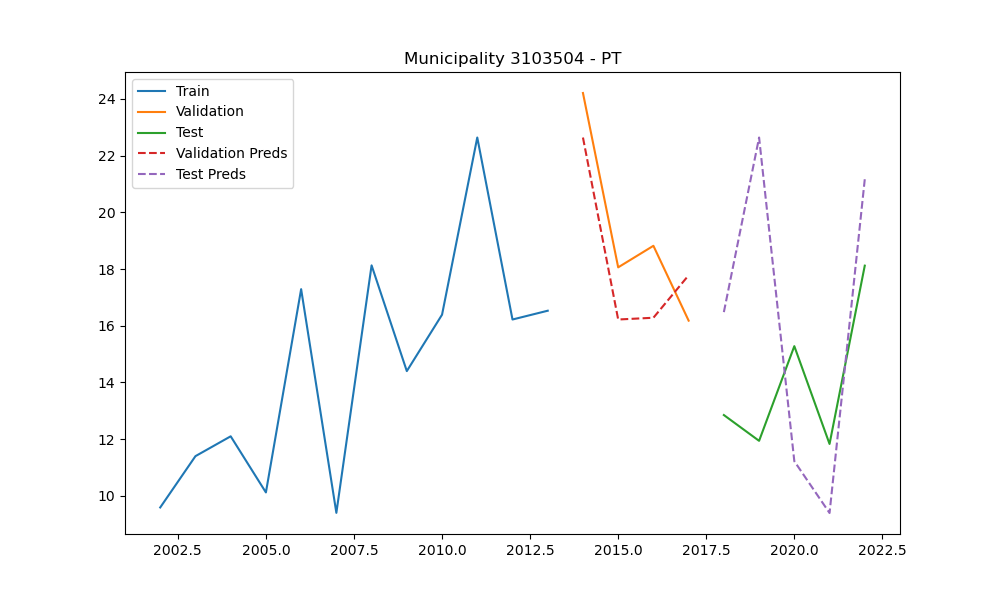 Municipality 3103504 - PT
Train
Validation
Test
Validation Preds
Test Preds
24
22
20
18
16
14
12
10
2002.5 2005.0 2007.5 2010.0 2012.5 2015.0 2017.5 2020.0 2022.5